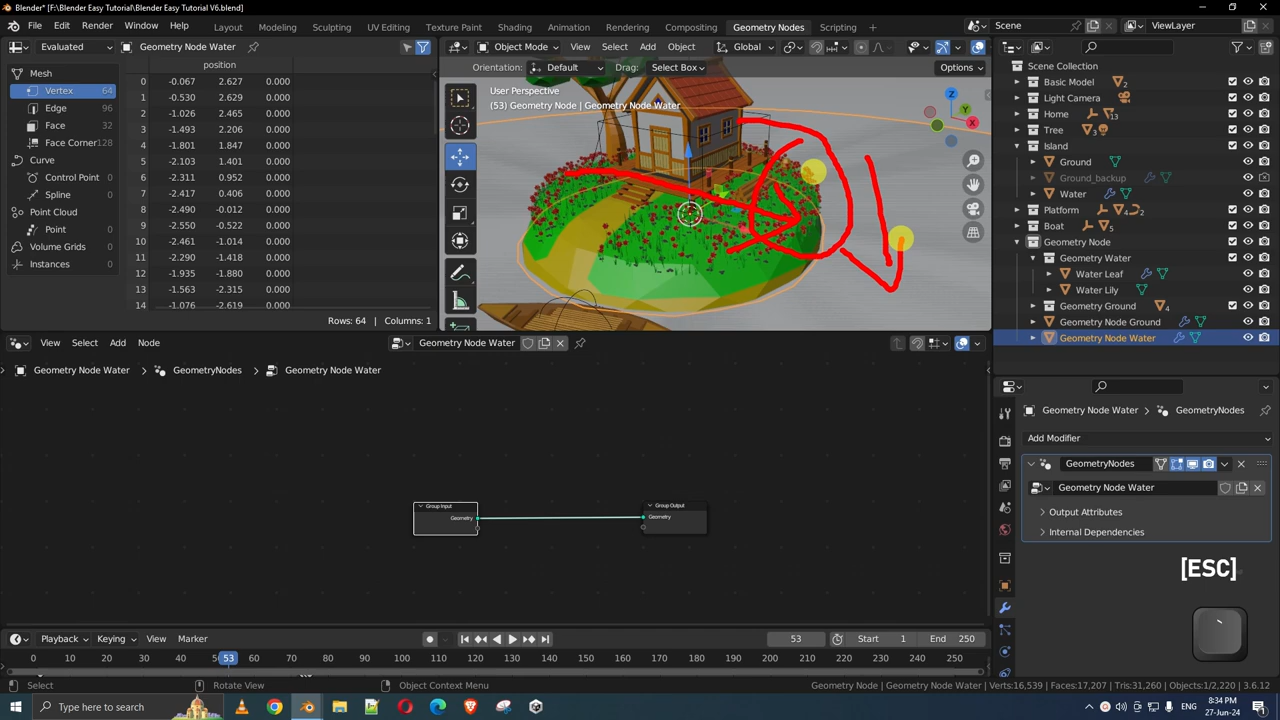 Blender* [F:\Blender Easy Tutorial\Blender Easy Tutorial V6.blend]
File Edit Render Window Help Layout Modeling Sculpting UV Editing Texture Paint Shading Animation Rendering Compositing Geometry Nodes Scripting Scene ViewLayer
Evaluated Geometry Node Water
Mesh
Vertex 64
Edge 96
Face 32
Face Corner 128
Curve
Control Point
Spline
Point Cloud
Point
Volume Grids
Instances
position
0 -0.067 2.627 0.000
1 -0.530 2.629 0.000
2 -1.026 2.465 0.000
3 -1.493 2.206 0.000
4 -1.801 1.847 0.000
5 -2.103 1.401 0.000
6 -2.311 0.952 0.000
7 -2.417 0.406 0.000
8 -2.490 -0.012 0.000
9 -2.550 -0.522 0.000
10 -2.461 -1.014 0.000
11 -2.290 -1.418 0.000
12 -1.935 -1.880 0.000
13 -1.563 -2.315 0.000
14 -1.076 -2.619 0.000
Rows: 64 | Columns: 1
Object Mode View Select Add Object Global
Orientation: Default Drag: Select Box Options
User Perspective
(53) Geometry Node | Geometry Node Water
Z
Y
X
Scene Collection
Basic Model 2
Light Camera
Home 13
Tree 3
Island
Ground
Ground_backup
Water
Platform 4 2
Boat 5
Geometry Node
Geometry Water
Water Leaf
Water Lily
Geometry Ground 4
Geometry Node Ground
Geometry Node Water
View Select Add Node Geometry Node Water
Geometry Node Water > GeometryNodes > Geometry Node Water
Group Input
Geometry
Group Output
Geometry
Geometry Node Water > GeometryNodes
Add Modifier
GeometryNodes
Geometry Node Water
Output Attributes
Internal Dependencies
[ESC]
Playback Keying View Marker 53 Start 1 End 250
0 10 20 30 40 53 60 70 80 90 100 110 120 130 140 150 160 170 180 190 200 210 220 230 240 250
Select Rotate View Object Context Menu Geometry Node | Geometry Node Water | Verts:16,539 | Faces:17,207 | Tris:31,260 | Objects:1/2,220 | 3.6.12
Type here to search
ENG
8:34 PM
27-Jun-24